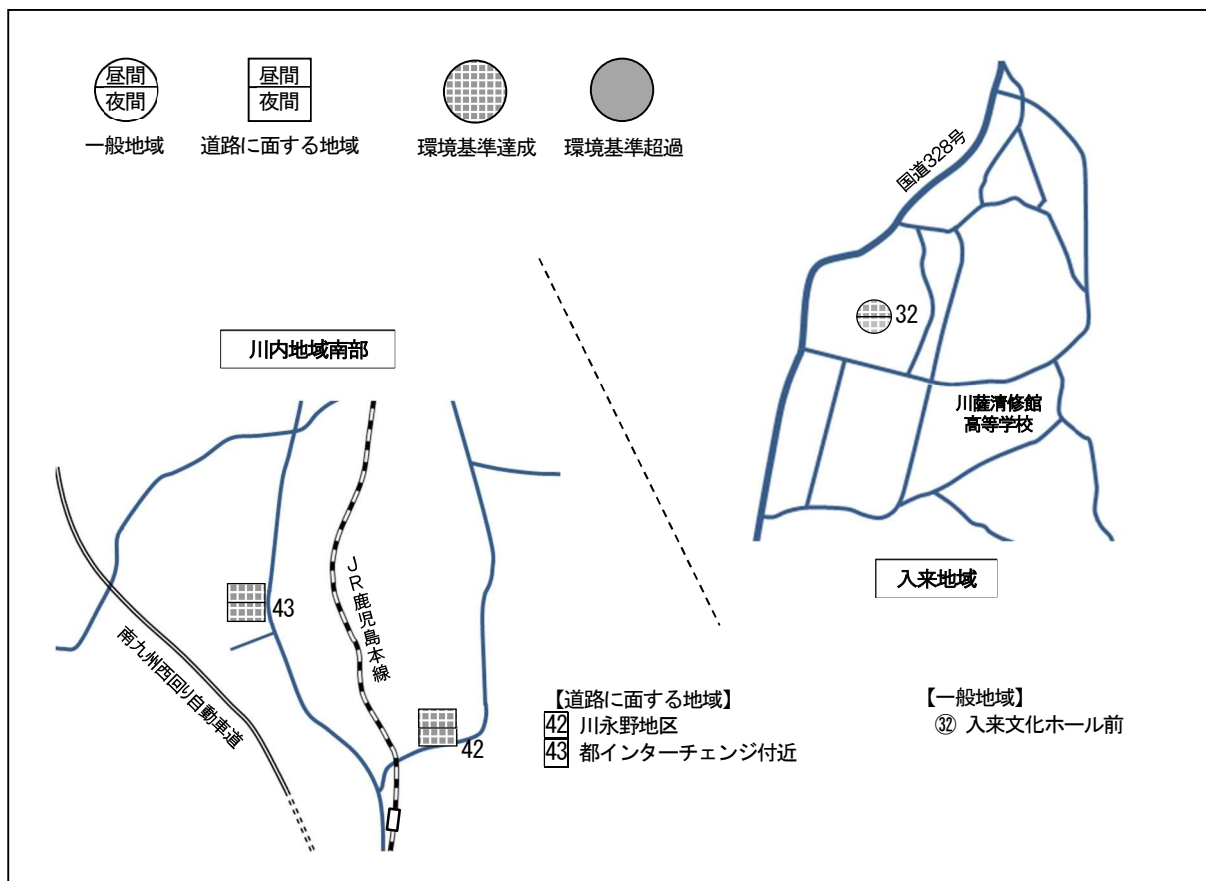 昼間
夜間
一般地域
昼間
夜間
道路に面する地域
環境基準達成
環境基準超過
国道328号
32
川薩清修館
高等学校
入来地域
川内地域南部
43
JR鹿児島本線
南九州西回り自動車道
42
【道路に面する地域】
42 川永野地区
43 都インターチェンジ付近
【一般地域】
㉜ 入来文化ホール前